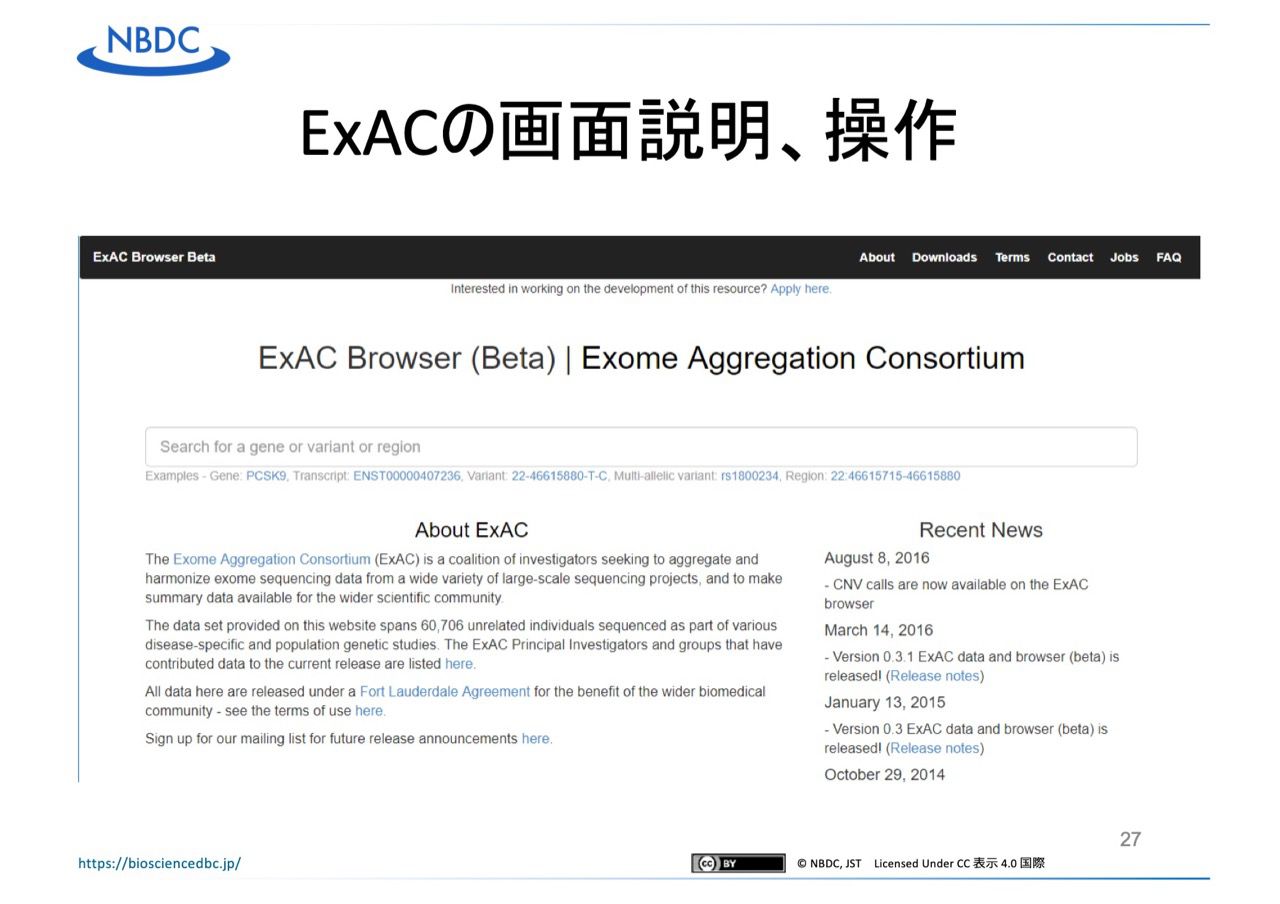 NBDC
ExACの画面説明、操作
ExAC Browser Beta
About Downloads Terms Contact Jobs FAQ
Interested in working on the development of this resource? Apply here.
ExAC Browser (Beta) | Exome Aggregation Consortium
Search for a gene or variant or region
Examples - Gene: PCSK9, Transcript: ENST00000407236, Variant: 22-46615880-T-C, Multi-allelic variant: rs1800234, Region: 22:46615715-46615880
About ExAC
The Exome Aggregation Consortium (ExAC) is a coalition of investigators seeking to aggregate and
harmonize exome sequencing data from a wide variety of large-scale sequencing projects, and to make
summary data available for the wider scientific community.
The data set provided on this website spans 60,706 unrelated individuals sequenced as part of various
disease-specific and population genetic studies. The ExAC Principal Investigators and groups that have
contributed data to the current release are listed here.
All data here are released under a Fort Lauderdale Agreement for the benefit of the wider biomedical
community - see the terms of use here.
Sign up for our mailing list for future release announcements here.
Recent News
August 8, 2016
- CNV calls are now available on the ExAC
browser
March 14, 2016
- Version 0.3.1 ExAC data and browser (beta) is
released! (Release notes)
January 13, 2015
- Version 0.3 ExAC data and browser (beta) is
released! (Release notes)
October 29, 2014
27
https://biosciencedbc.jp/
cc BY
© NBDC, JST Licensed Under CC 表示 4.0 国際